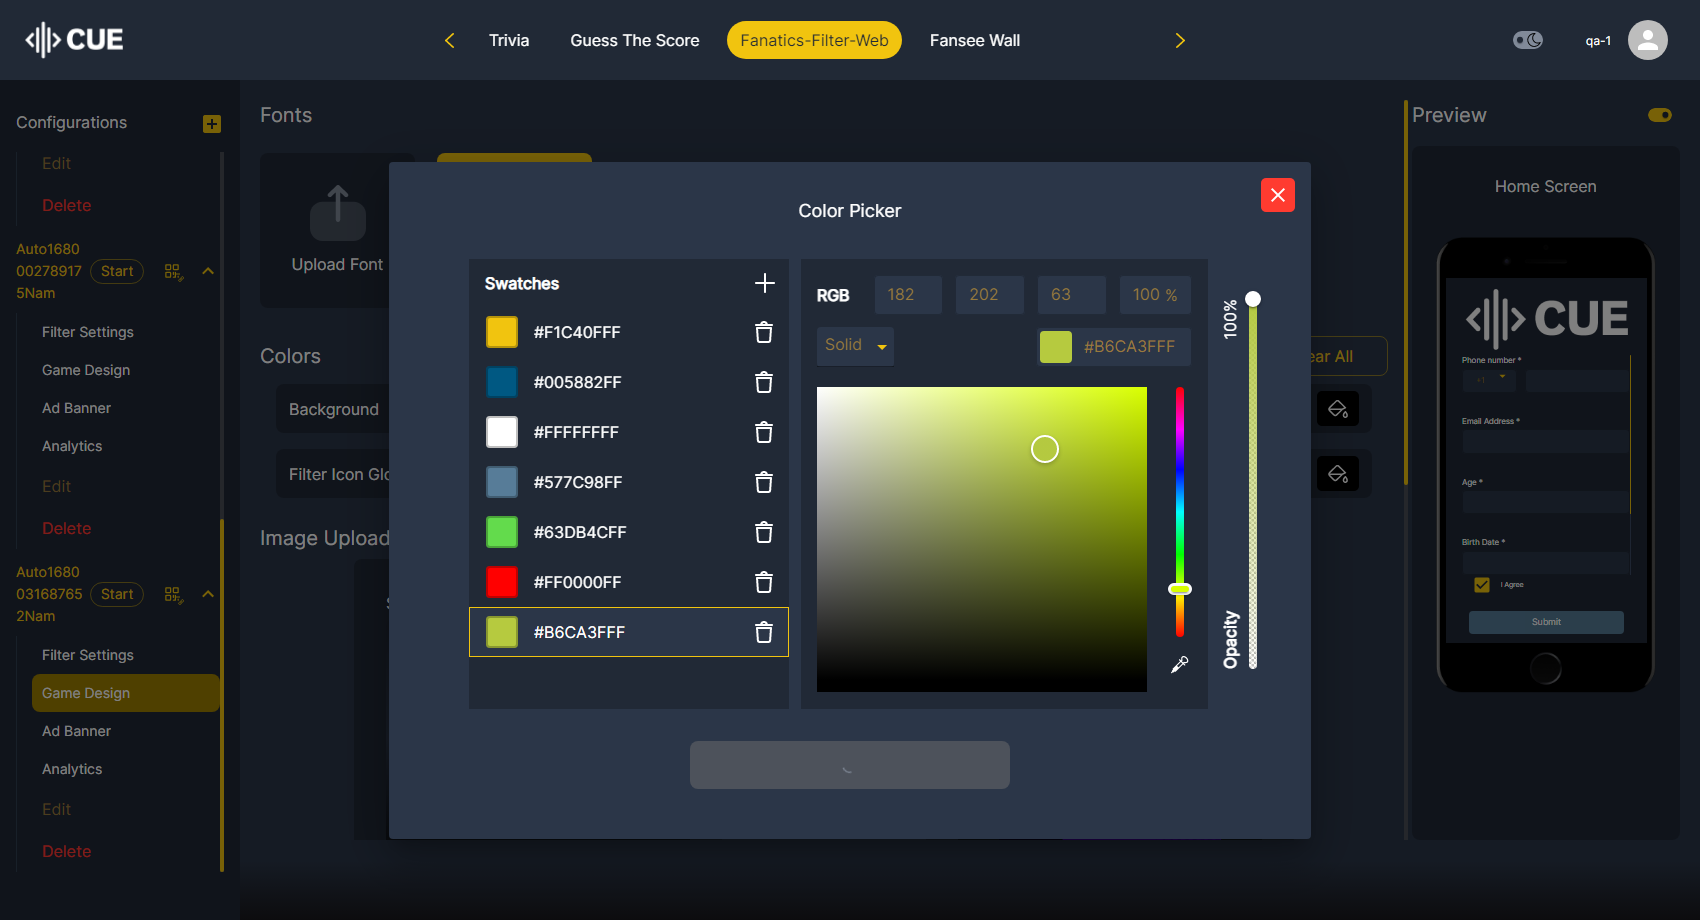 CUE
Trivia
Guess The Score
Fanatics-Filter-Web
Fansee Wall
qa-1
Configurations
Edit
Delete
Auto1680
00278917
5Nam
Start
Filter Settings
Game Design
Ad Banner
Analytics
Edit
Delete
Auto1680
03168765
2Nam
Start
Filter Settings
Game Design
Ad Banner
Analytics
Edit
Delete
Fonts
Upload Font
Colors
Background
Filter Icon Glo
Image Upload
ear All
Color Picker
Swatches
#F1C40FFF
#005882FF
#FFFFFFFF
#577C98FF
#63DB4CFF
#FF0000FF
#B6CA3FFF
RGB
182
202
63
100 %
Solid
#B6CA3FFF
100%
Opacity
Preview
Home Screen
CUE
Phone number *
+1
Email Address *
Age *
Birth Date *
I Agree
Submit